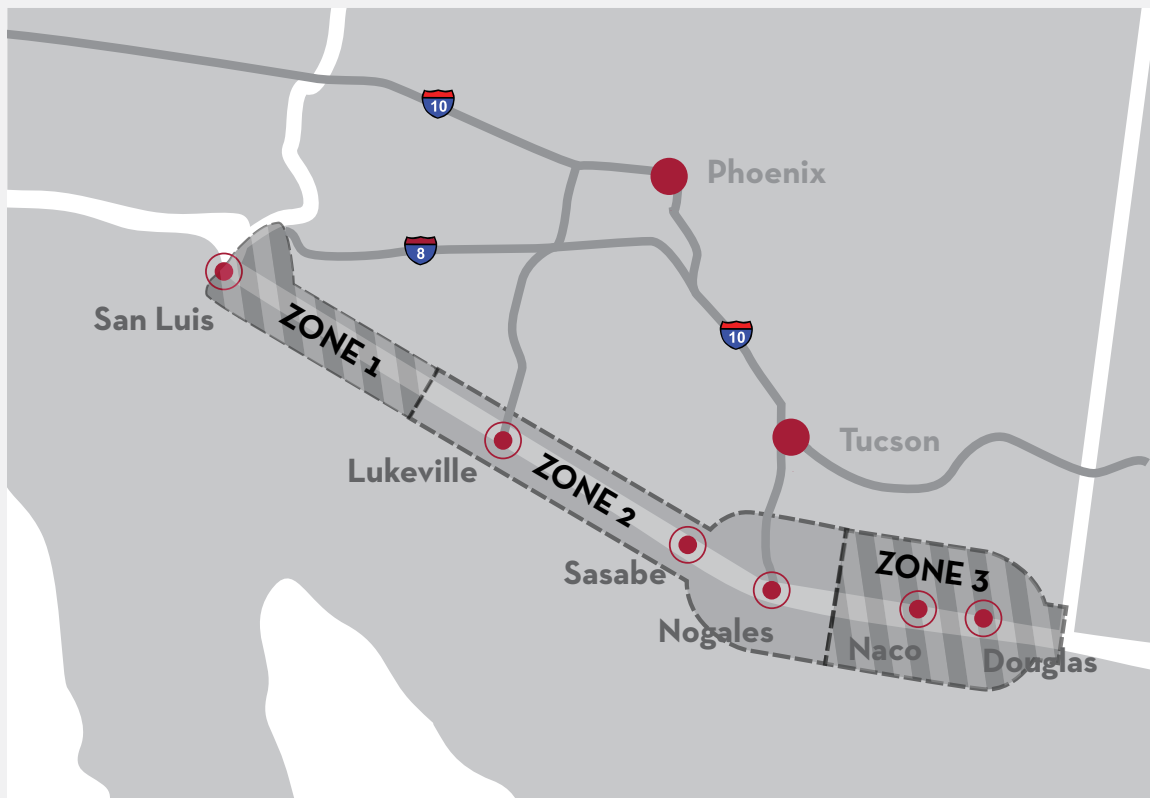 10
Phoenix
8
San Luis
ZONE 1
10
Tucson
Lukeville
ZONE 2
Sasabe
ZONE 3
Nogales
Naco
Douglas